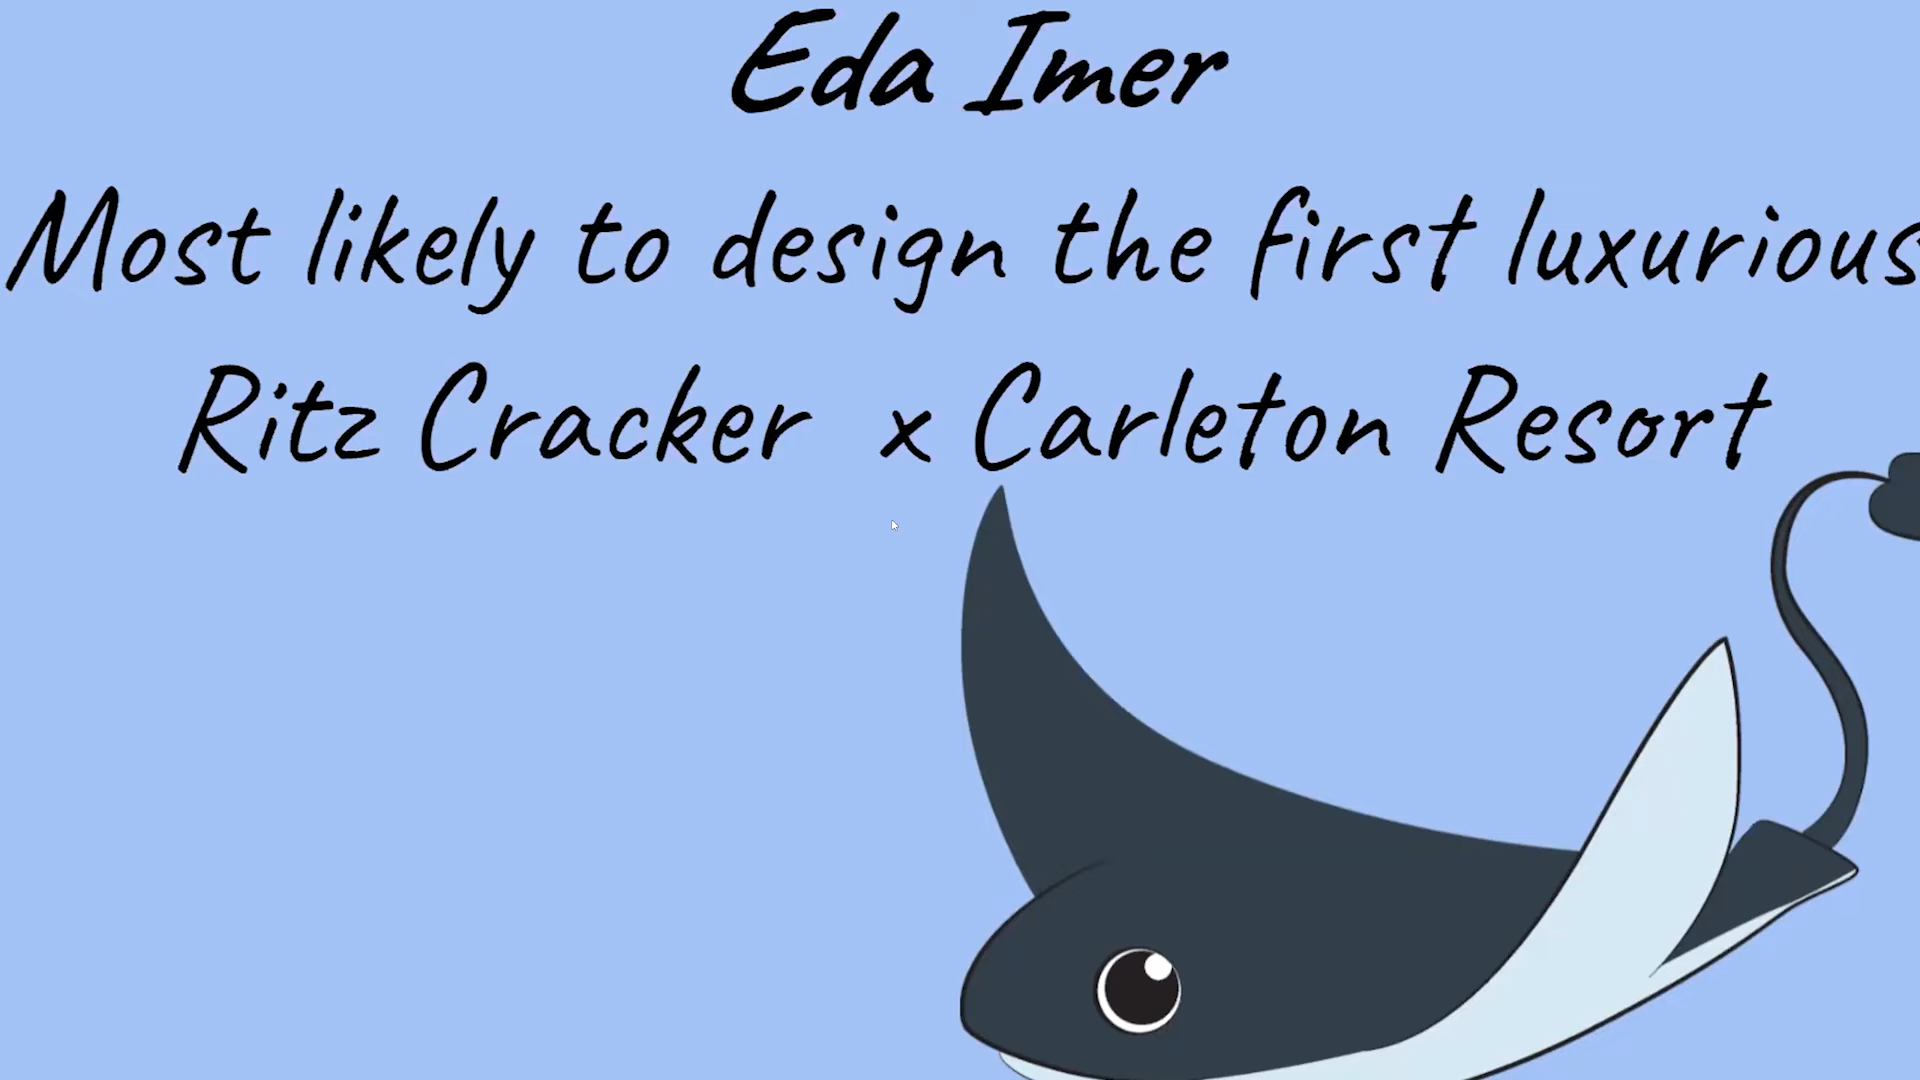 Eda Imer
Most likely to design the first luxurious
Ritz Cracker x Carleton Resort